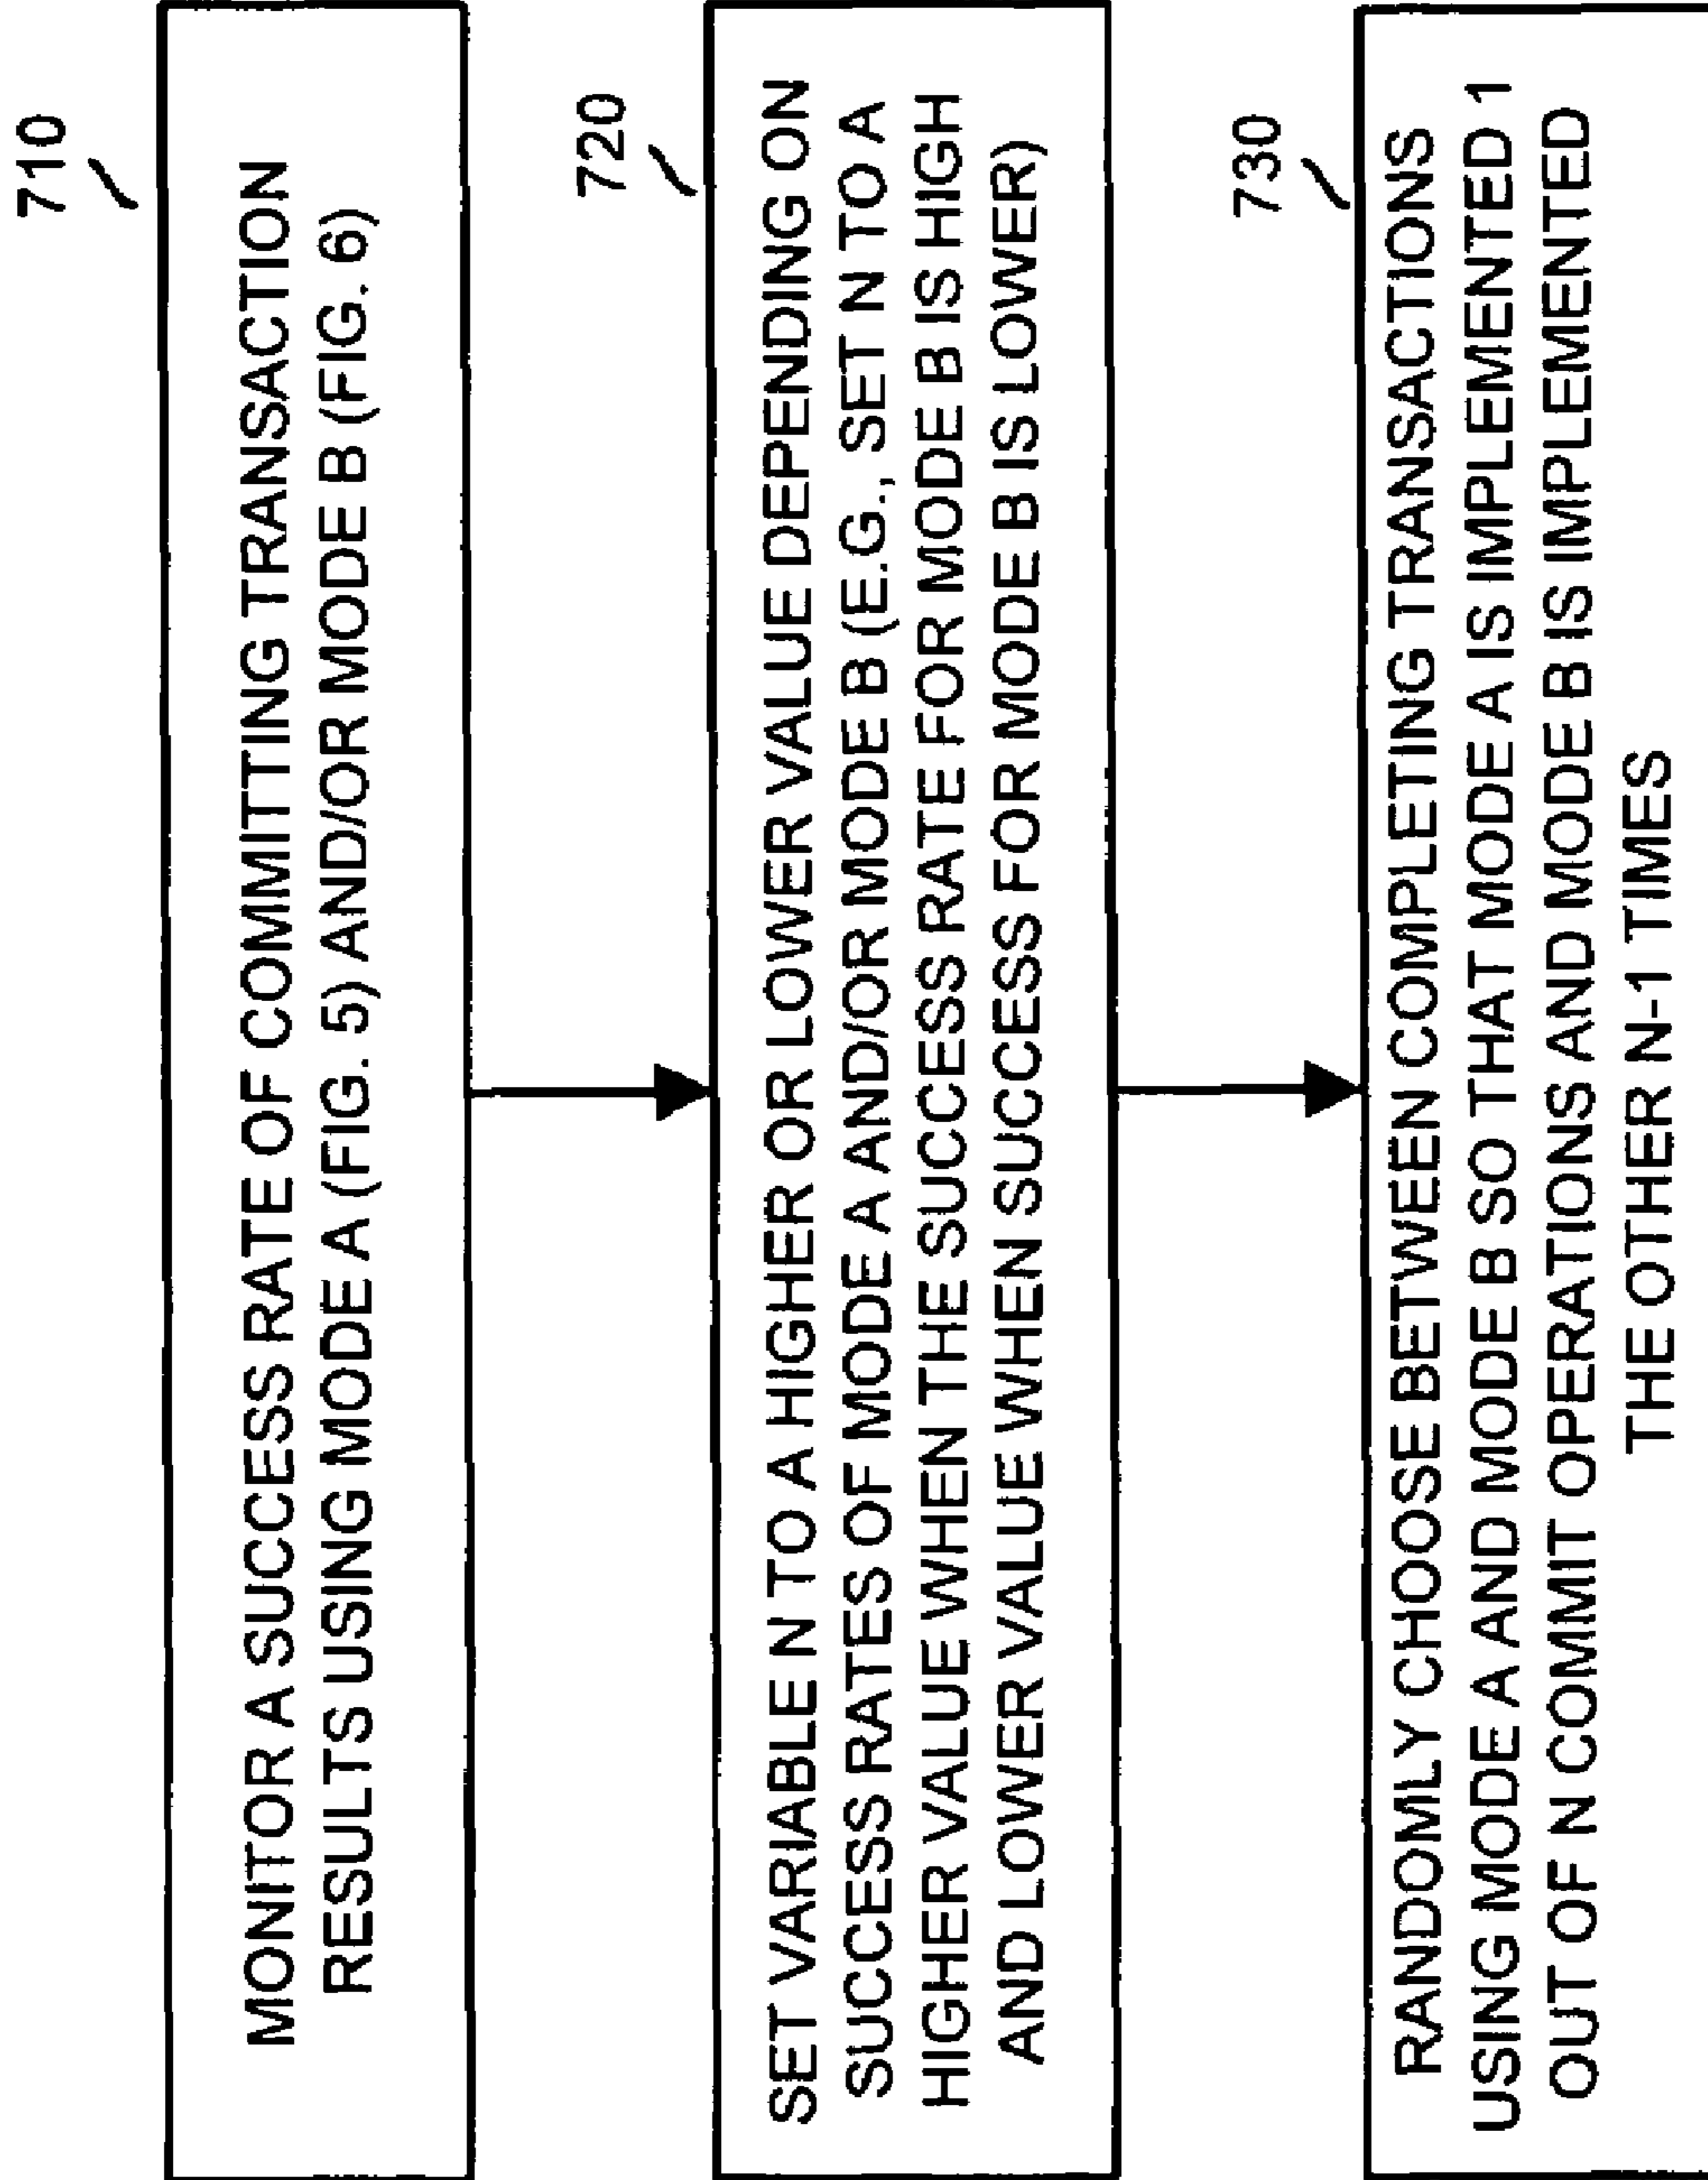 710
MONITOR A SUCCESS RATE OF COMMITTING TRANSACTION
RESULTS USING MODE A (FIG. 5) AND/OR MODE B (FIG. 6)
720
SET VARIABLE N TO A HIGHER OR LOWER VALUE DEPENDING ON
SUCCESS RATES OF MODE A AND/OR MODE B (E.G., SET N TO A
HIGHER VALUE WHEN THE SUCCESS RATE FOR MODE B IS HIGH
AND LOWER VALUE WHEN SUCCESS FOR MODE B IS LOWER)
730
RANDOMLY CHOOSE BETWEEN COMPLETING TRANSACTIONS
USING MODE A AND MODE B SO THAT MODE A IS IMPLEMENTED 1
OUT OF N COMMIT OPERATIONS AND MODE B IS IMPLEMENTED
THE OTHER N-1 TIMES